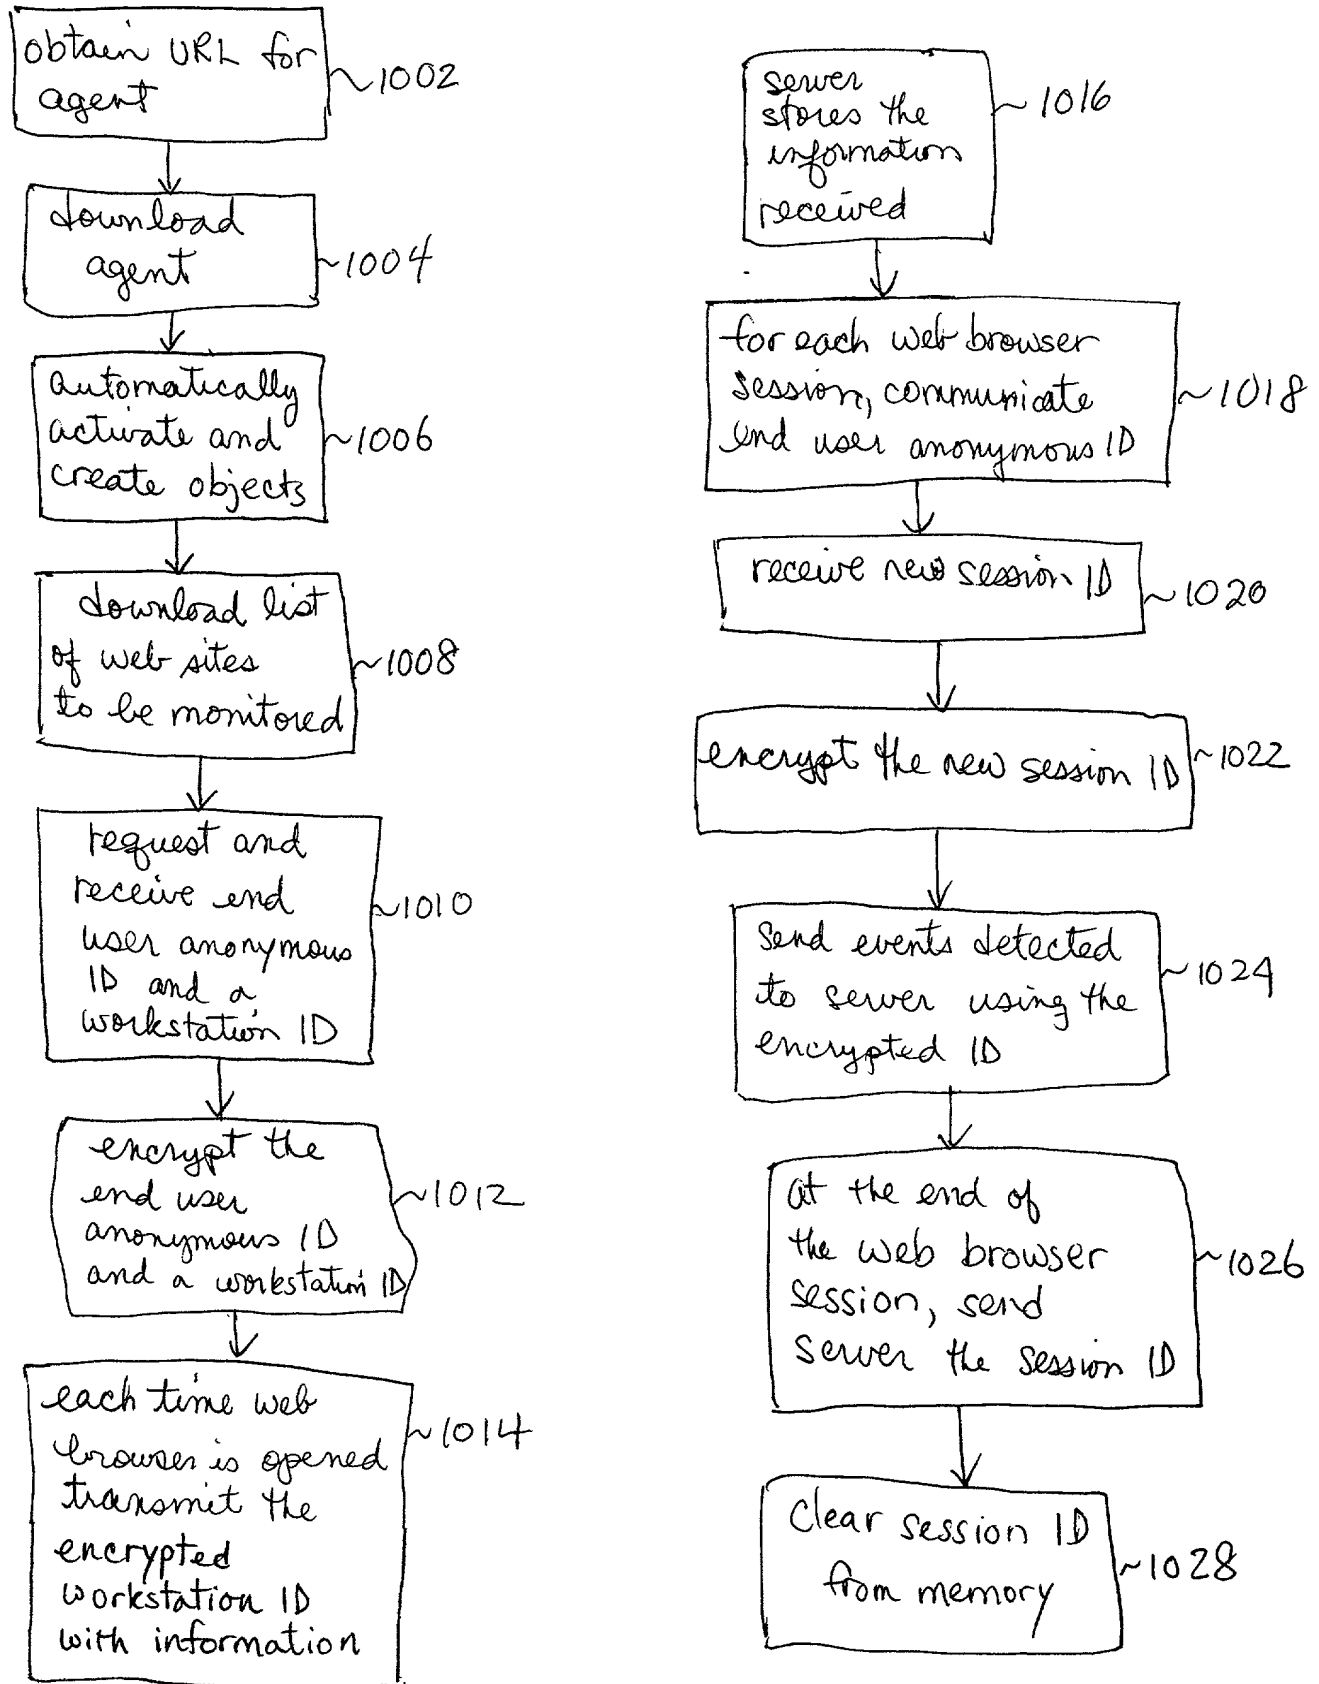 obtain URL for
agent
1002
download
agent
1004
automatically
activate and
create objects
1006
download list
of web sites
to be monitored
1008
request and
receive end
user anonymous
ID and a
workstation ID
1010
encrypt the
end user
anonymous ID
and a workstation ID
1012
each time web
browser is opened
transmit the
encrypted
workstation ID
with information
1014
server
stores the
information
received
1016
for each web browser
session, communicate
end user anonymous ID
1018
receive new session ID
1020
encrypt the new session ID
1022
send events detected
to server using the
encrypted ID
1024
at the end of
the web browser
session, send
server the session ID
1026
clear session ID
from memory
1028